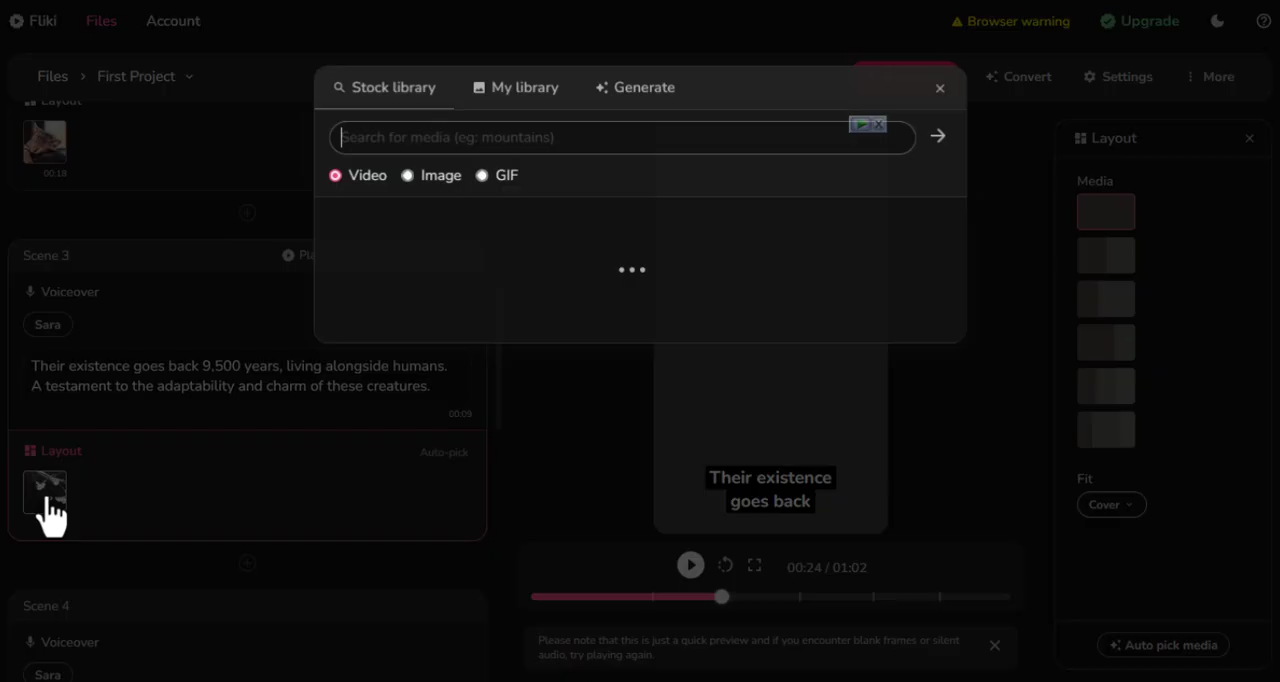 Fliki
Files
Account
Browser warning
Upgrade
Files > First Project
Convert
Settings
More
Stock library
My library
Generate
Search for media (eg: mountains)
Video
Image
GIF
Layout
00:18
Scene 3
Voiceover
Sara
Their existence goes back 9,500 years, living alongside humans.
A testament to the adaptability and charm of these creatures.
00:09
Layout
Auto-pick
Scene 4
Voiceover
Sara
Their existence
goes back
00:24 / 01:02
Please note that this is just a quick preview and if you encounter blank frames or silent
audio, try playing again.
Layout
Media
Fit
Cover
Auto pick media